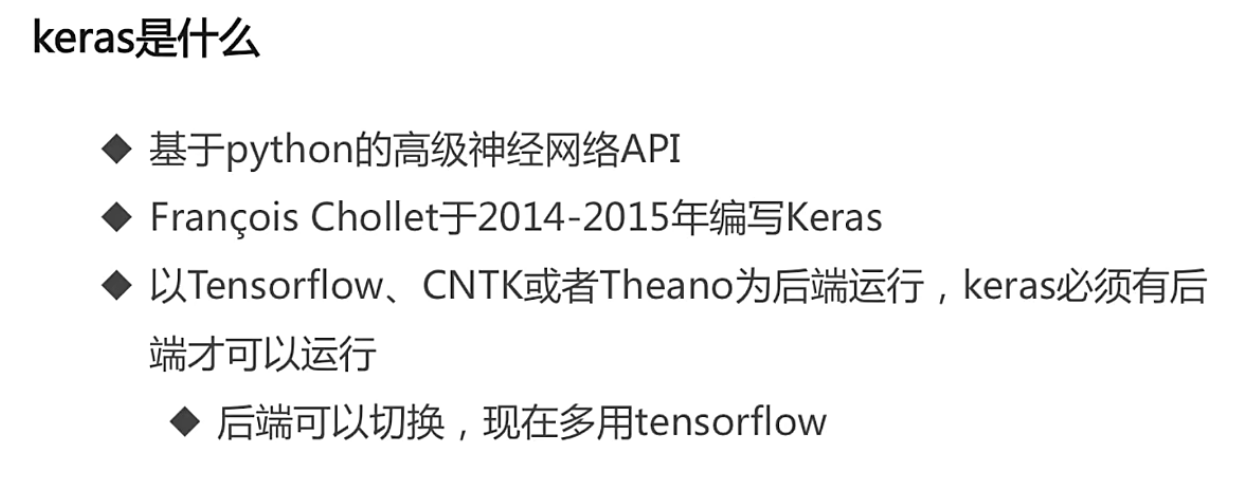 keras是什么
◆ 基于python的高级神经网络API
◆ François Chollet于2014-2015年编写Keras
◆ 以Tensorflow、CNTK或者Theano为后端运行，keras必须有后
端才可以运行
◆ 后端可以切换，现在多用tensorflow